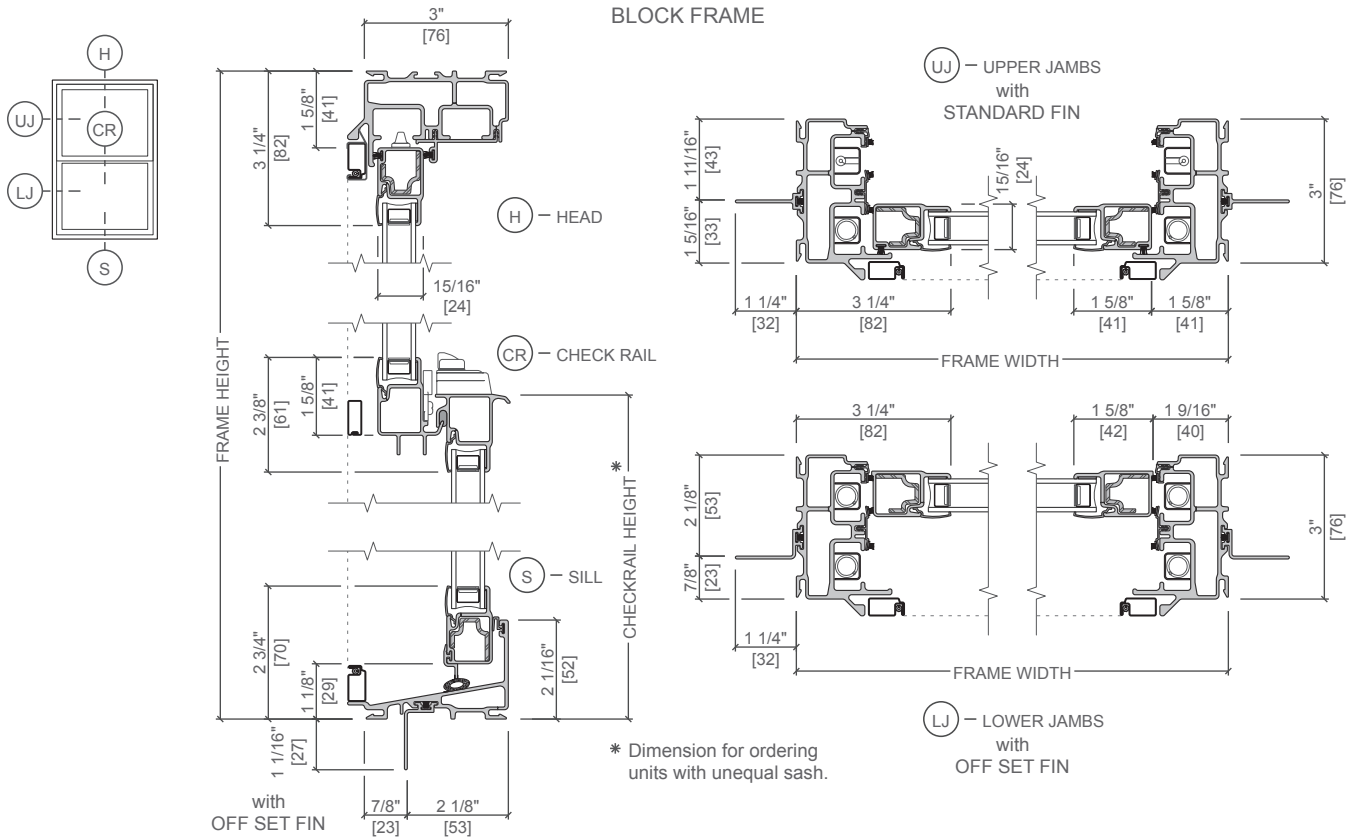 BLOCK FRAME
H
UJ
CR
LJ
S
3"
[76]
FRAME HEIGHT
3 1/4"
[82]
1 5/8"
[41]
H – HEAD
15/16"
[24]
CR – CHECK RAIL
2 3/8"
[61]
1 5/8"
[41]
CHECKRAIL HEIGHT *
S – SILL
2 3/4"
[70]
1 1/8"
[29]
1 1/16"
[27]
2 1/16"
[52]
with
OFF SET FIN
7/8"
[23]
2 1/8"
[53]
* Dimension for ordering
units with unequal sash.
UJ – UPPER JAMBS
with
STANDARD FIN
1 11/16"
[43]
1 5/16"
[33]
15/16"
[24]
3"
[76]
1 1/4"
[32]
3 1/4"
[82]
1 5/8"
[41]
1 5/8"
[41]
FRAME WIDTH
3 1/4"
[82]
1 5/8"
[42]
1 9/16"
[40]
2 1/8"
[53]
7/8"
[23]
3"
[76]
1 1/4"
[32]
FRAME WIDTH
LJ – LOWER JAMBS
with
OFF SET FIN